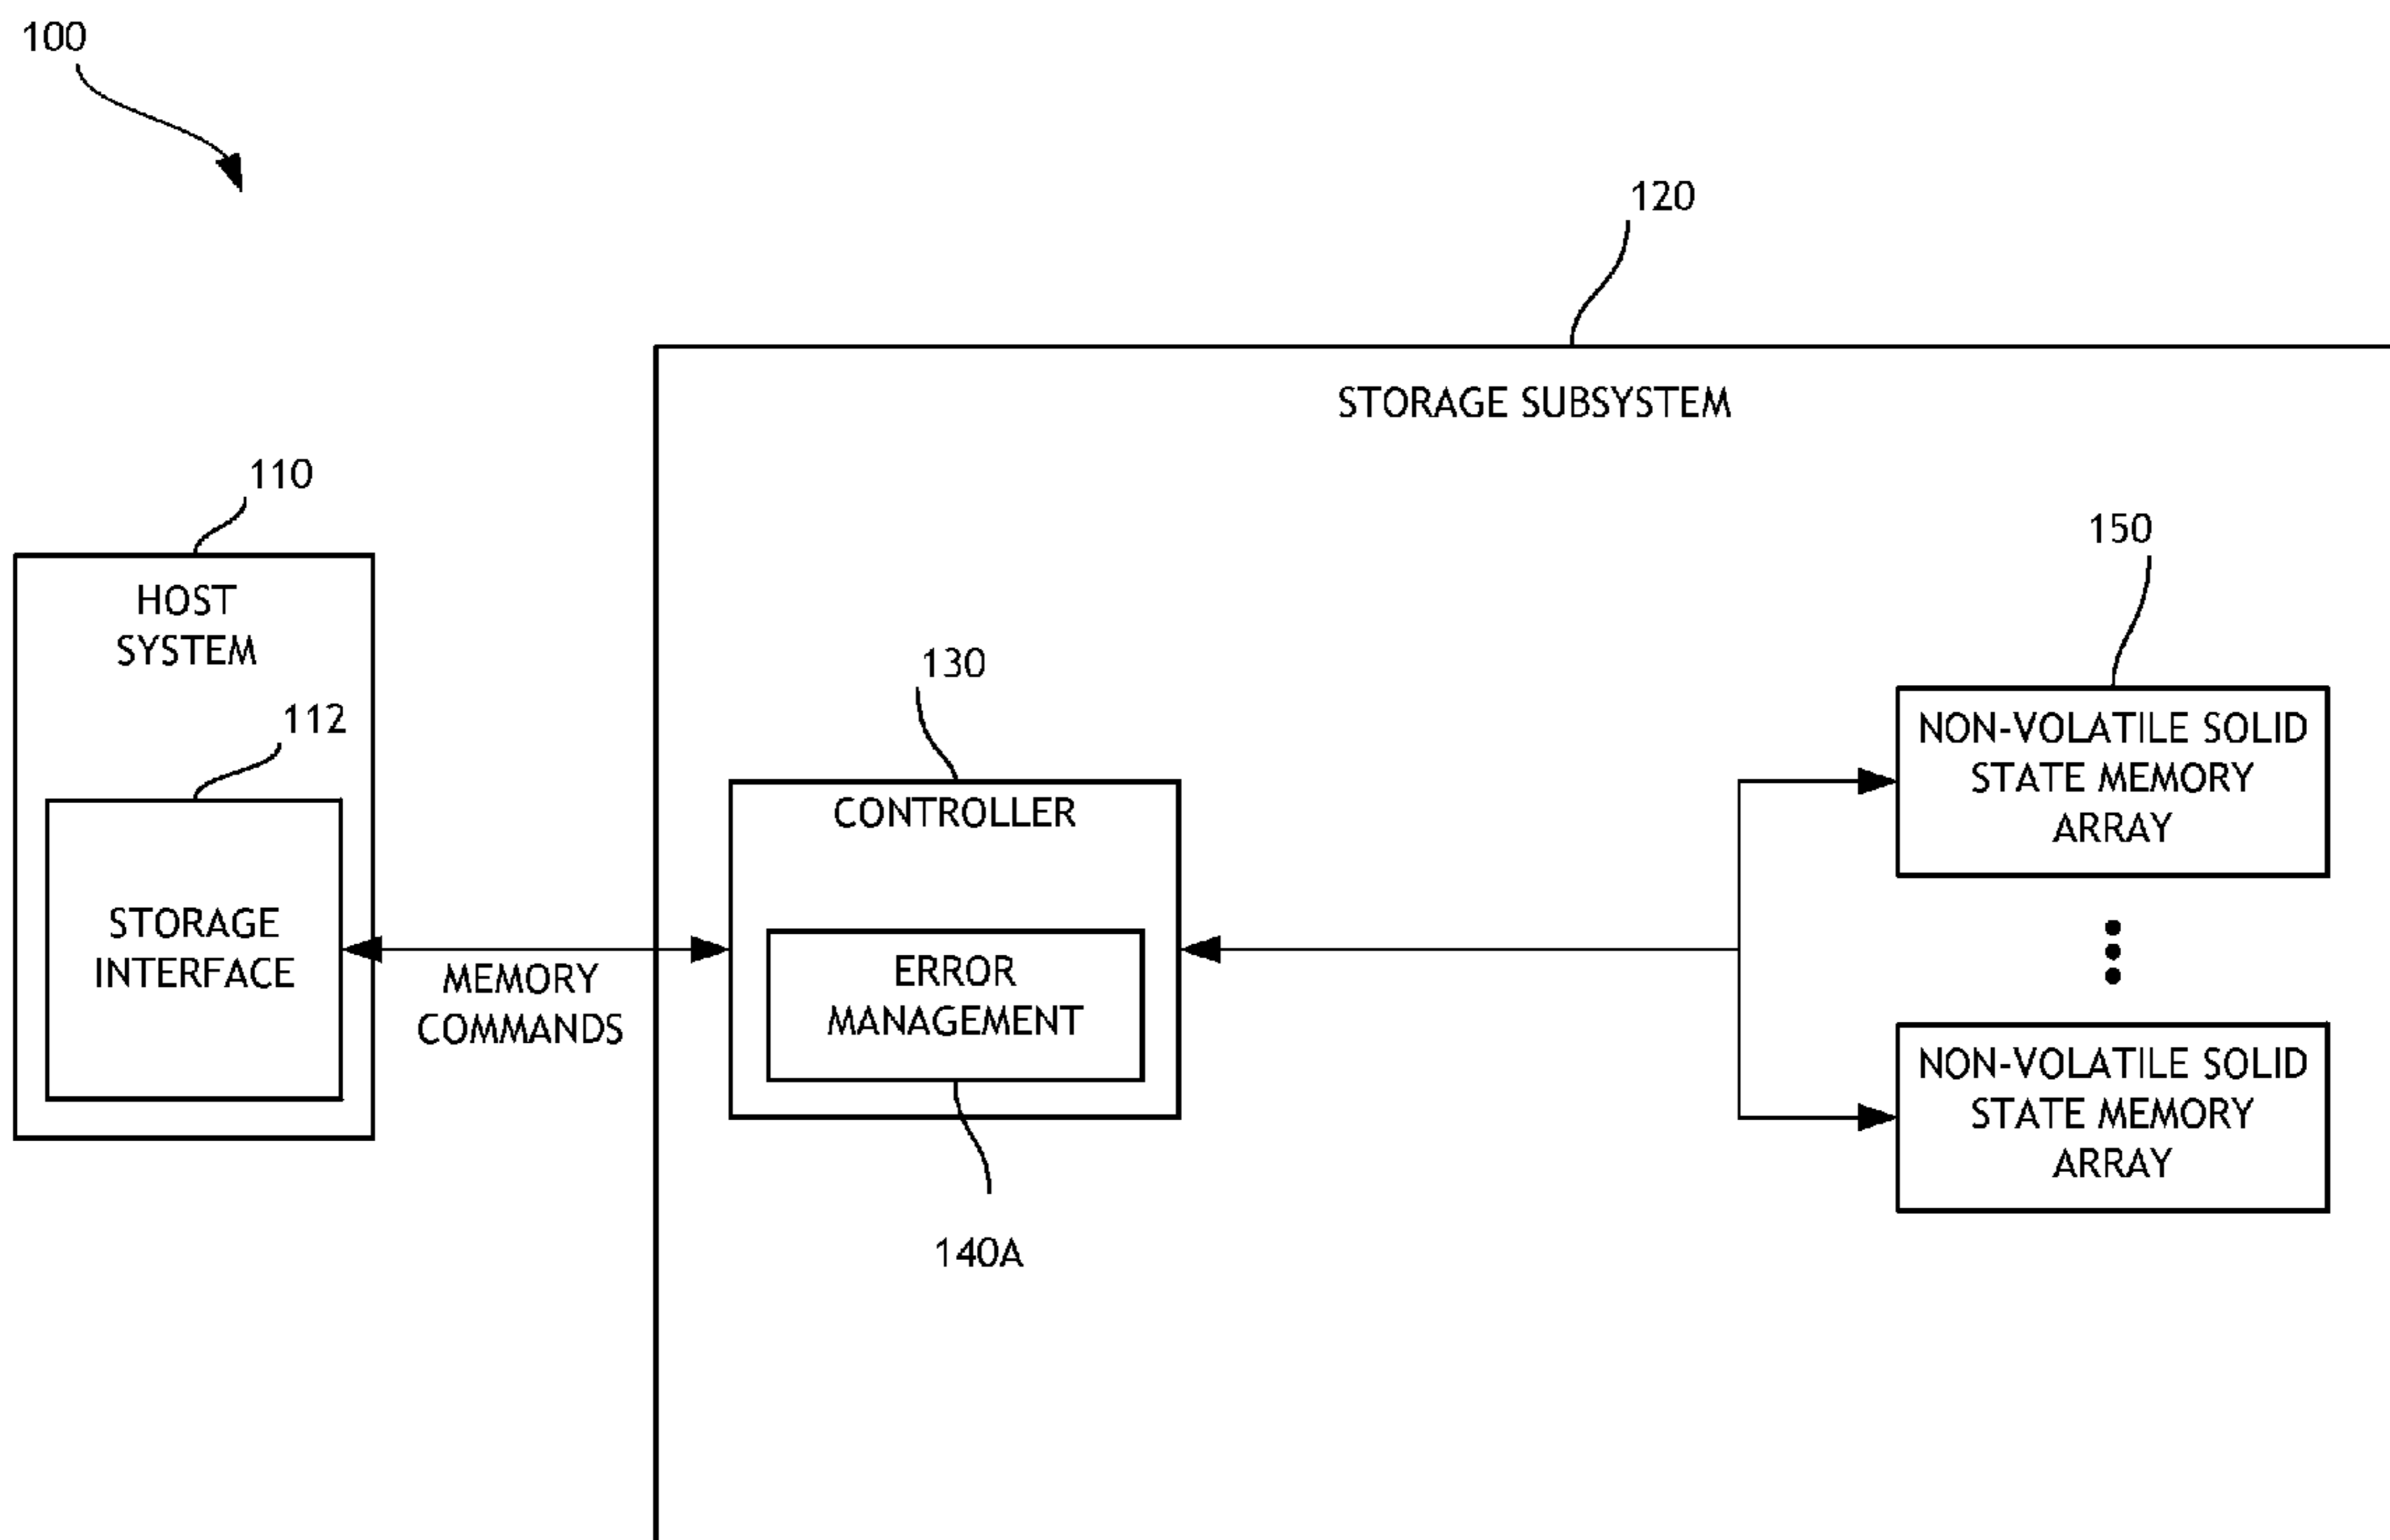 100
120
STORAGE SUBSYSTEM
110
HOST
SYSTEM
112
STORAGE
INTERFACE
MEMORY
COMMANDS
130
CONTROLLER
ERROR
MANAGEMENT
140A
150
NON-VOLATILE SOLID
STATE MEMORY
ARRAY
NON-VOLATILE SOLID
STATE MEMORY
ARRAY